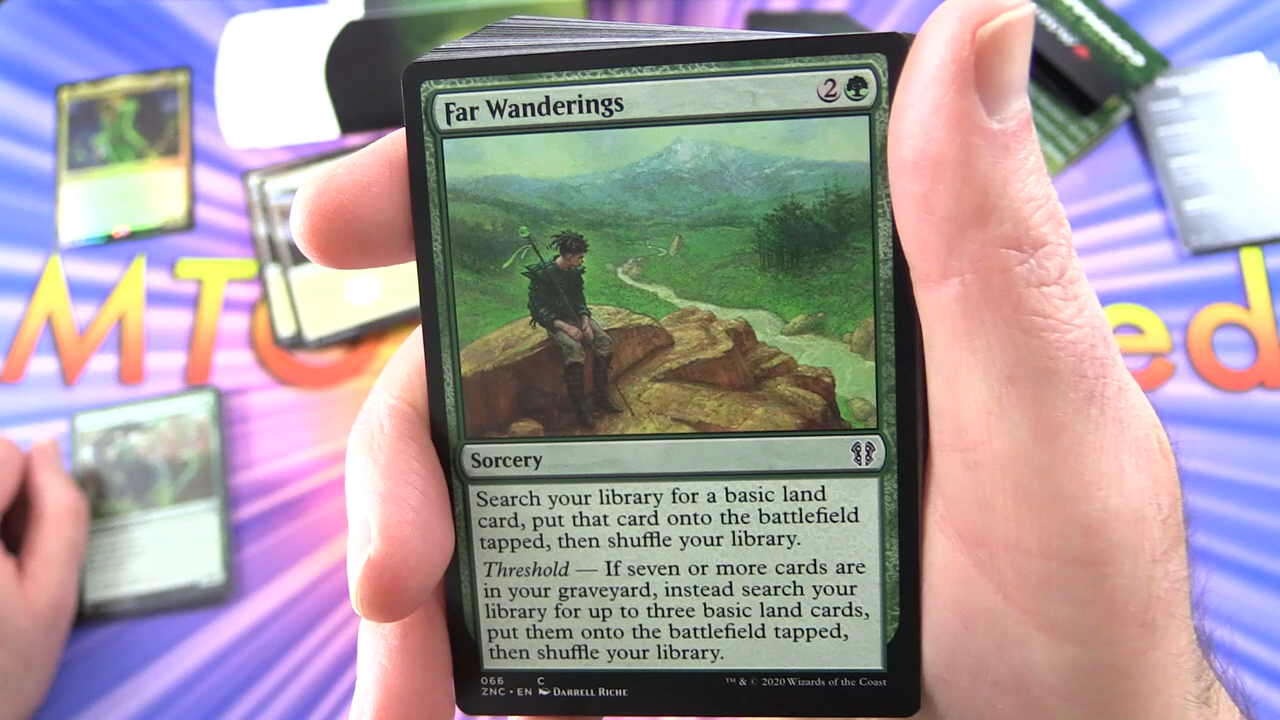 Far Wanderings 2
MT
ed
Sorcery
Search your library for a basic land
card, put that card onto the battlefield
tapped, then shuffle your library.
Threshold — If seven or more cards are
in your graveyard, instead search your
library for up to three basic land cards,
put them onto the battlefield tapped,
then shuffle your library.
066 C
ZNC • EN DARRELL RICHE
™ & © 2020 Wizards of the Coast